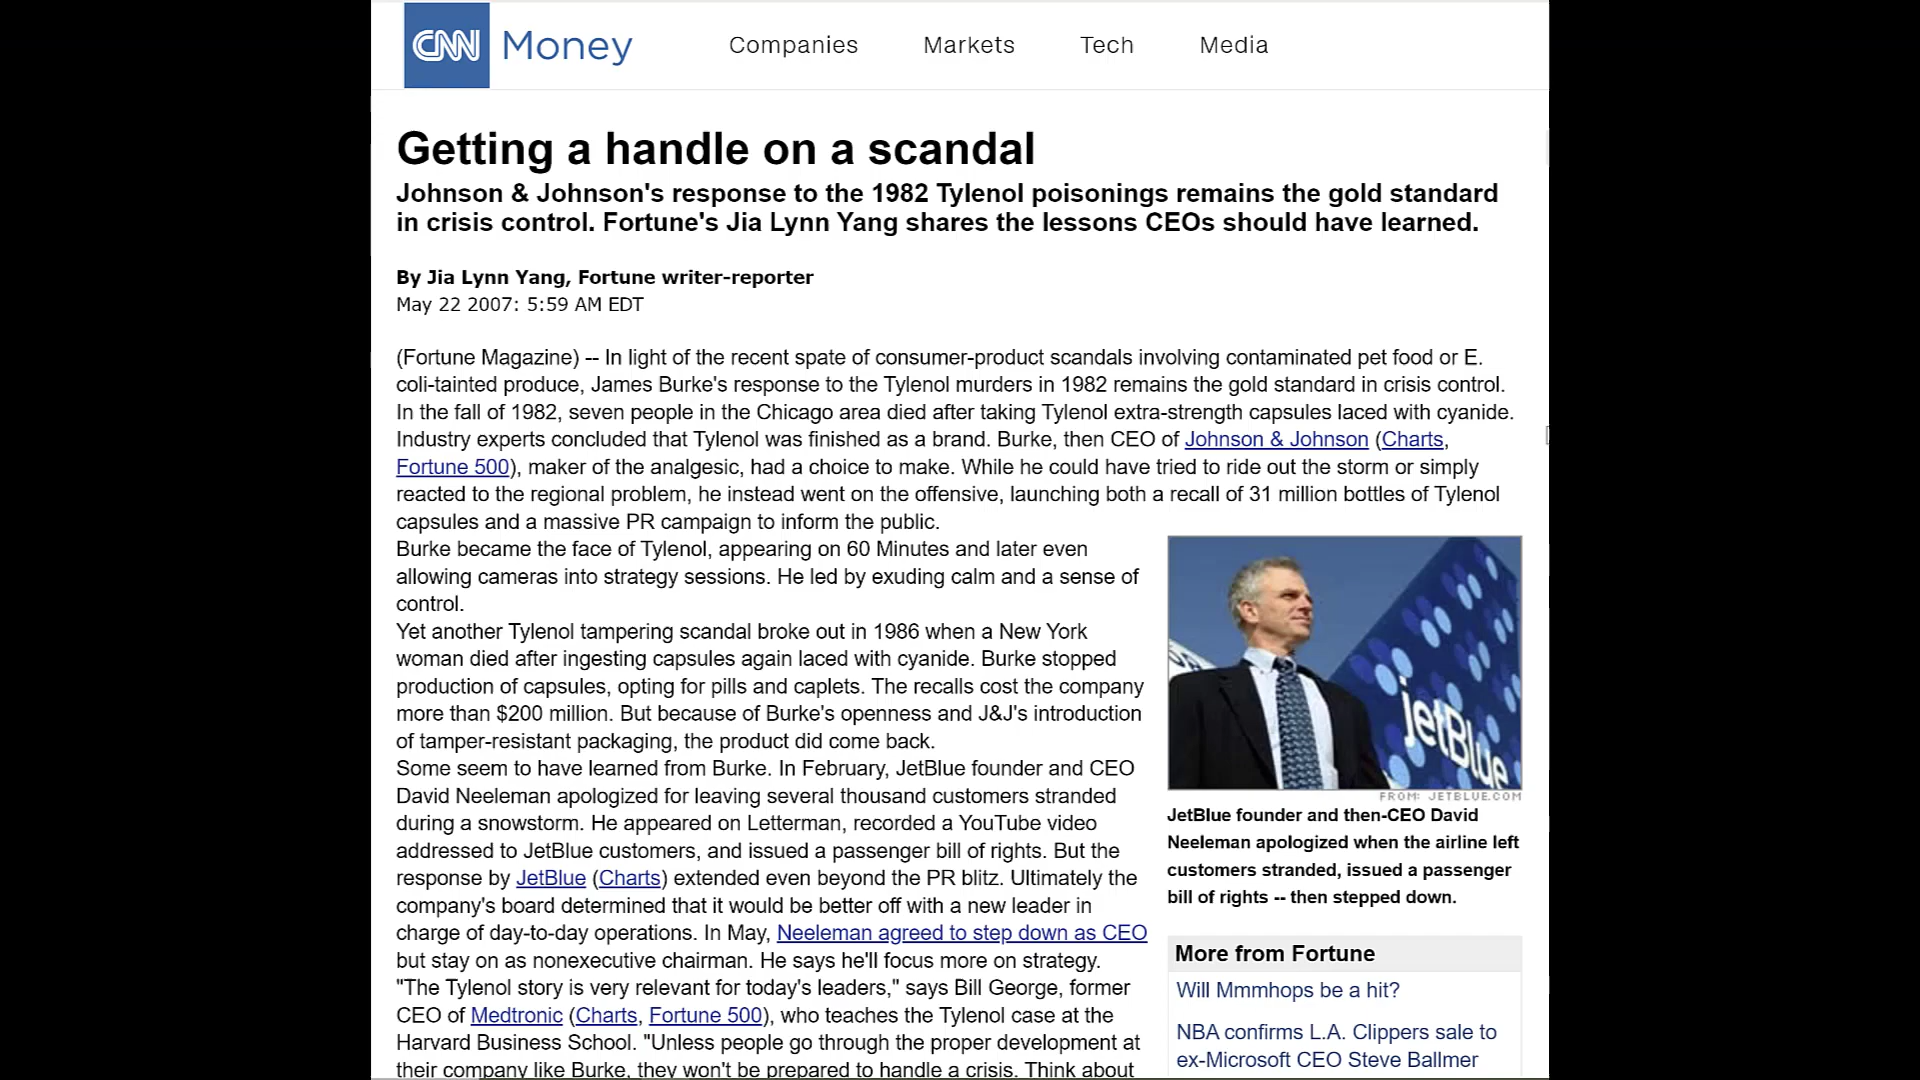 CNN Money
Companies Markets Tech Media
Getting a handle on a scandal
Johnson & Johnson's response to the 1982 Tylenol poisonings remains the gold standard
in crisis control. Fortune's Jia Lynn Yang shares the lessons CEOs should have learned.
By Jia Lynn Yang, Fortune writer-reporter
May 22 2007: 5:59 AM EDT
(Fortune Magazine) -- In light of the recent spate of consumer-product scandals involving contaminated pet food or E.
coli-tainted produce, James Burke's response to the Tylenol murders in 1982 remains the gold standard in crisis control.
In the fall of 1982, seven people in the Chicago area died after taking Tylenol extra-strength capsules laced with cyanide.
Industry experts concluded that Tylenol was finished as a brand. Burke, then CEO of Johnson & Johnson (Charts,
Fortune 500), maker of the analgesic, had a choice to make. While he could have tried to ride out the storm or simply
reacted to the regional problem, he instead went on the offensive, launching both a recall of 31 million bottles of Tylenol
capsules and a massive PR campaign to inform the public.
Burke became the face of Tylenol, appearing on 60 Minutes and later even
allowing cameras into strategy sessions. He led by exuding calm and a sense of
control.
Yet another Tylenol tampering scandal broke out in 1986 when a New York
woman died after ingesting capsules again laced with cyanide. Burke stopped
production of capsules, opting for pills and caplets. The recalls cost the company
more than $200 million. But because of Burke's openness and J&J's introduction
of tamper-resistant packaging, the product did come back.
Some seem to have learned from Burke. In February, JetBlue founder and CEO
David Neeleman apologized for leaving several thousand customers stranded
during a snowstorm. He appeared on Letterman, recorded a YouTube video
addressed to JetBlue customers, and issued a passenger bill of rights. But the
response by JetBlue (Charts) extended even beyond the PR blitz. Ultimately the
company's board determined that it would be better off with a new leader in
charge of day-to-day operations. In May, Neeleman agreed to step down as CEO
but stay on as nonexecutive chairman. He says he'll focus more on strategy.
"The Tylenol story is very relevant for today's leaders," says Bill George, former
CEO of Medtronic (Charts, Fortune 500), who teaches the Tylenol case at the
Harvard Business School. "Unless people go through the proper development at
their company like Burke, they won't be prepared to handle a crisis. Think about
jetBlue
FROM: JETBLUE.COM
JetBlue founder and then-CEO David
Neeleman apologized when the airline left
customers stranded, issued a passenger
bill of rights -- then stepped down.
More from Fortune
Will Mmmhops be a hit?
NBA confirms L.A. Clippers sale to
ex-Microsoft CEO Steve Ballmer